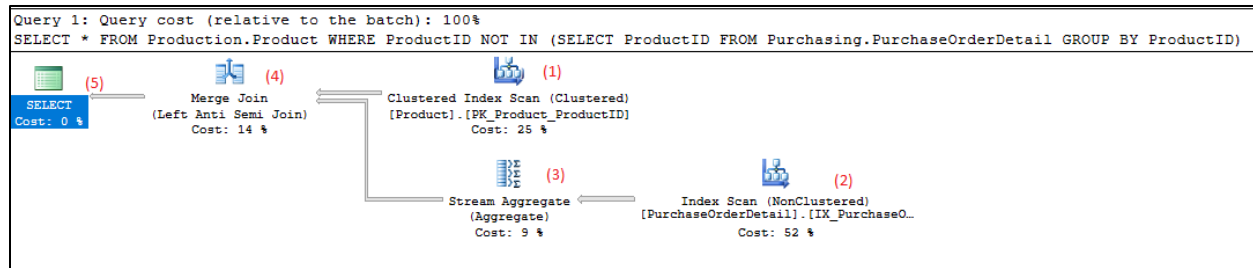 Query 1: Query cost (relative to the batch): 100%
SELECT * FROM Production.Product WHERE ProductID NOT IN (SELECT ProductID FROM Purchasing.PurchaseOrderDetail GROUP BY ProductID)
(5)
SELECT
Cost: 0 %
(4)
Merge Join
(Left Anti Semi Join)
Cost: 14 %
(1)
Clustered Index Scan (Clustered)
[Product].[PK_Product_ProductID]
Cost: 25 %
(3)
Stream Aggregate
(Aggregate)
Cost: 9 %
(2)
Index Scan (NonClustered)
[PurchaseOrderDetail].[IX_PurchaseO…
Cost: 52 %